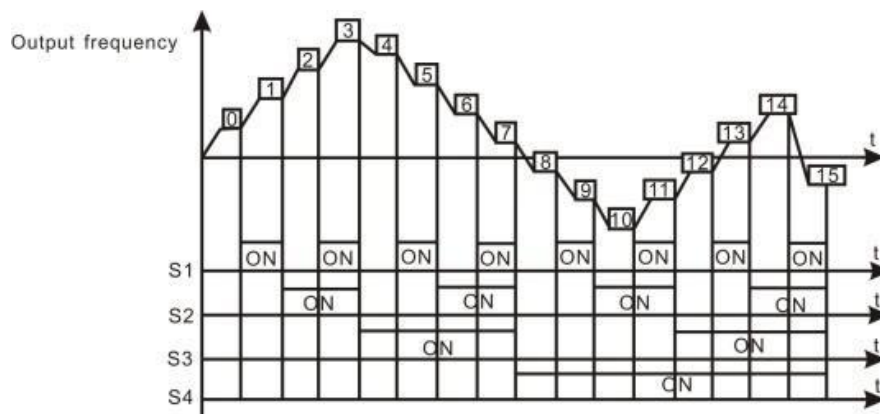 Output frequency
0
1
2
3
4
5
6
7
8
9
10
11
12
13
14
15
t
S1
ON
ON
ON
ON
ON
ON
ON
ON
t
S2
ON
ON
ON
ON
t
S3
ON
ON
t
S4
ON
t